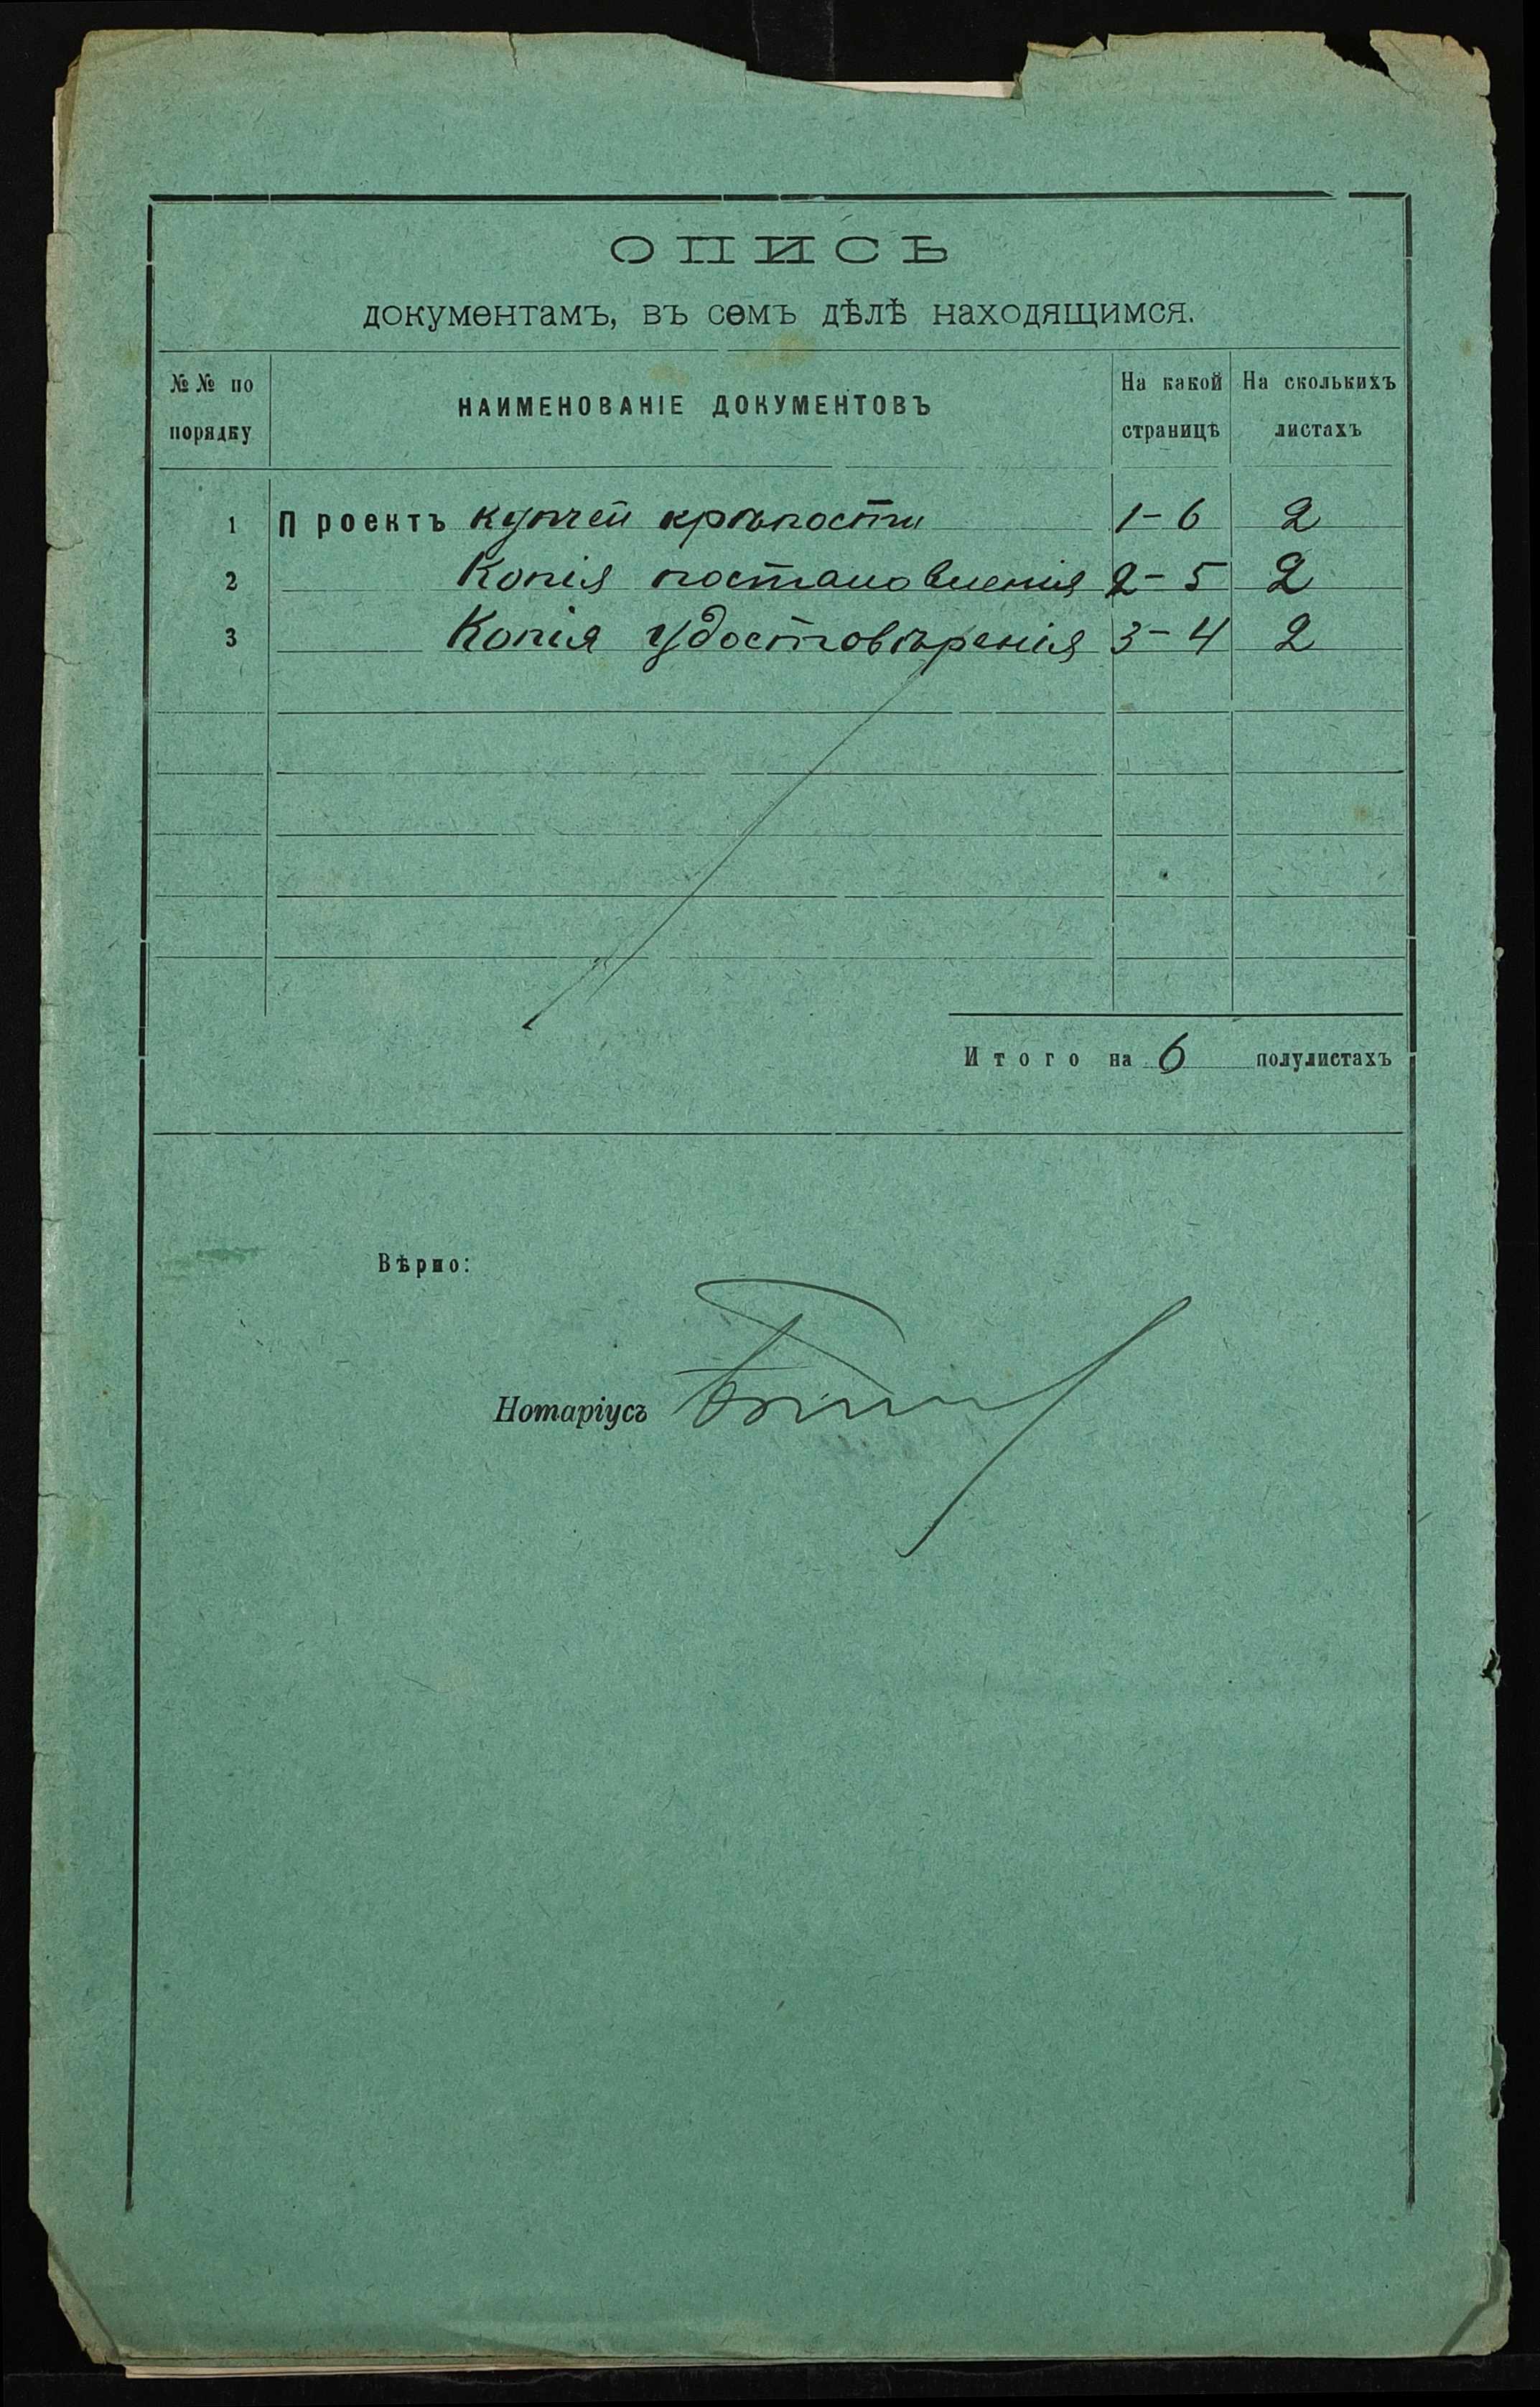 ОПИСЬ
документамъ, въ семъ дѣлѣ находящимся.
№№ по порядку НАИМЕНОВАНІЕ ДОКУМЕНТОВЪ На какой страницѣ На сколькихъ листахъ
1 Проектъ купчей крѣпости 1-6 2
2 Копія постановленія 2-5 2
3 Копія удостовѣренія 3-4 2
Итого на 6 полулистахъ
Вѣрно:
Нотаріусъ